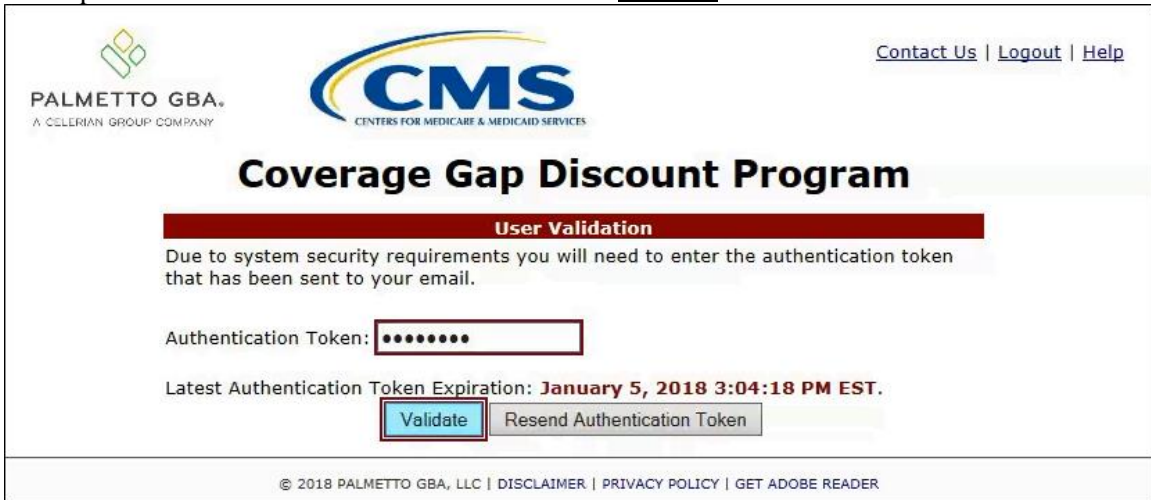 Contact Us | Logout | Help
PALMETTO GBA.
A CELERIAN GROUP COMPANY
CMS
CENTERS FOR MEDICARE & MEDICAID SERVICES
Coverage Gap Discount Program
User Validation
Due to system security requirements you will need to enter the authentication token
that has been sent to your email.
Authentication Token: ••••••••
Latest Authentication Token Expiration: January 5, 2018 3:04:18 PM EST.
Validate Resend Authentication Token
© 2018 PALMETTO GBA, LLC | DISCLAIMER | PRIVACY POLICY | GET ADOBE READER